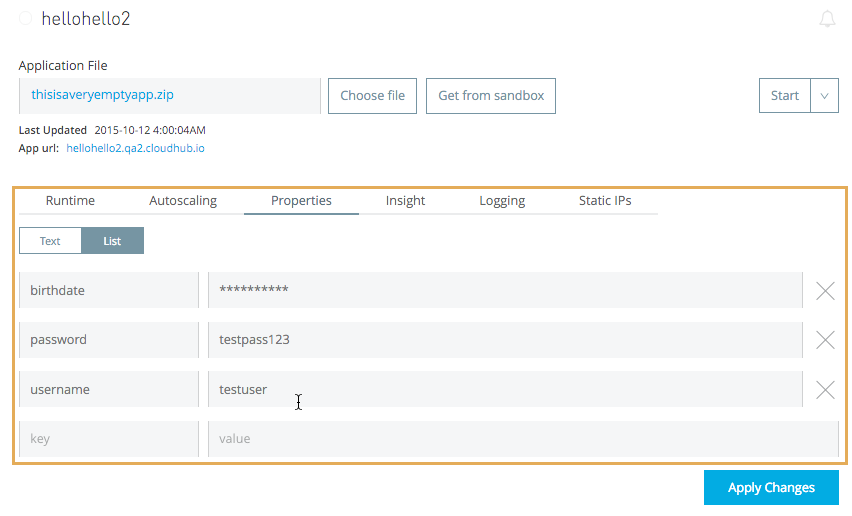 hellohello2
Application File
thisisaveryemptyapp.zip Choose file Get from sandbox Start
Last Updated 2015-10-12 4:00:04AM
App url: hellohello2.qa2.cloudhub.io
Runtime Autoscaling Properties Insight Logging Static IPs
Text List
birthdate **********
password testpass123
username testuser
key value
Apply Changes